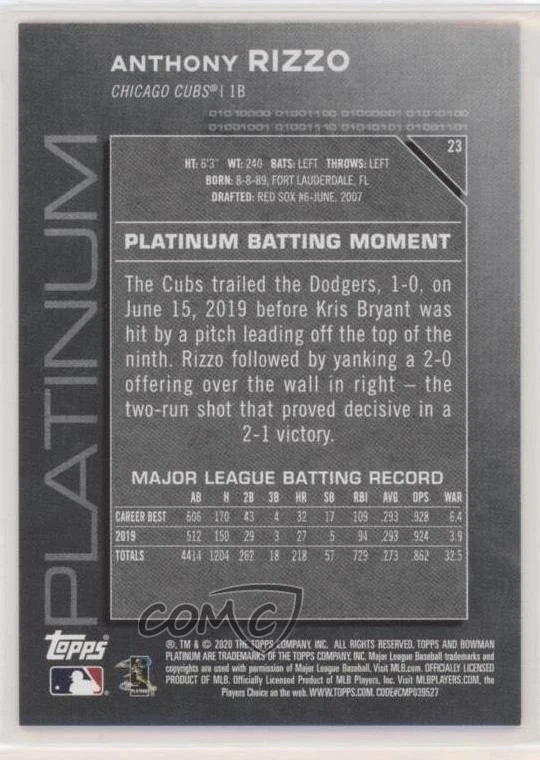 ANTHONY RIZZO
CHICAGO CUBS® | 1B
01010000 01001100 01000001 01010100
01001001 01001110 01010101 01001101
23
PLATINUM
HT: 6'3" WT: 240 BATS: LEFT THROWS: LEFT
BORN: 8-8-89, FORT LAUDERDALE, FL
DRAFTED: RED SOX #6-JUNE, 2007
PLATINUM BATTING MOMENT
The Cubs trailed the Dodgers, 1-0, on
June 15, 2019 before Kris Bryant was
hit by a pitch leading off the top of the
ninth. Rizzo followed by yanking a 2-0
offering over the wall in right – the
two-run shot that proved decisive in a
2-1 victory.
MAJOR LEAGUE BATTING RECORD
AB H 2B 3B HR SB RBI AVG OPS WAR
CAREER BEST 606 170 43 4 32 17 109 .293 .928 6.4
2019 512 150 29 3 27 5 94 .293 .924 3.9
TOTALS 4414 1204 262 18 218 57 729 .273 .862 32.5
COMC
Topps
®, TM & © 2020 THE TOPPS COMPANY, INC. ALL RIGHTS RESERVED. TOPPS AND BOWMAN
PLATINUM ARE TRADEMARKS OF THE TOPPS COMPANY, INC. Major League Baseball trademarks and
copyrights are used with permission of Major League Baseball. Visit MLB.com. OFFICIALLY LICENSED
PRODUCT OF MLB. Officially Licensed Product of MLB Players, Inc. Visit MLBPLAYERS.COM, the
Players Choice on the web. WWW.TOPPS.COM. CODE#CMP039527